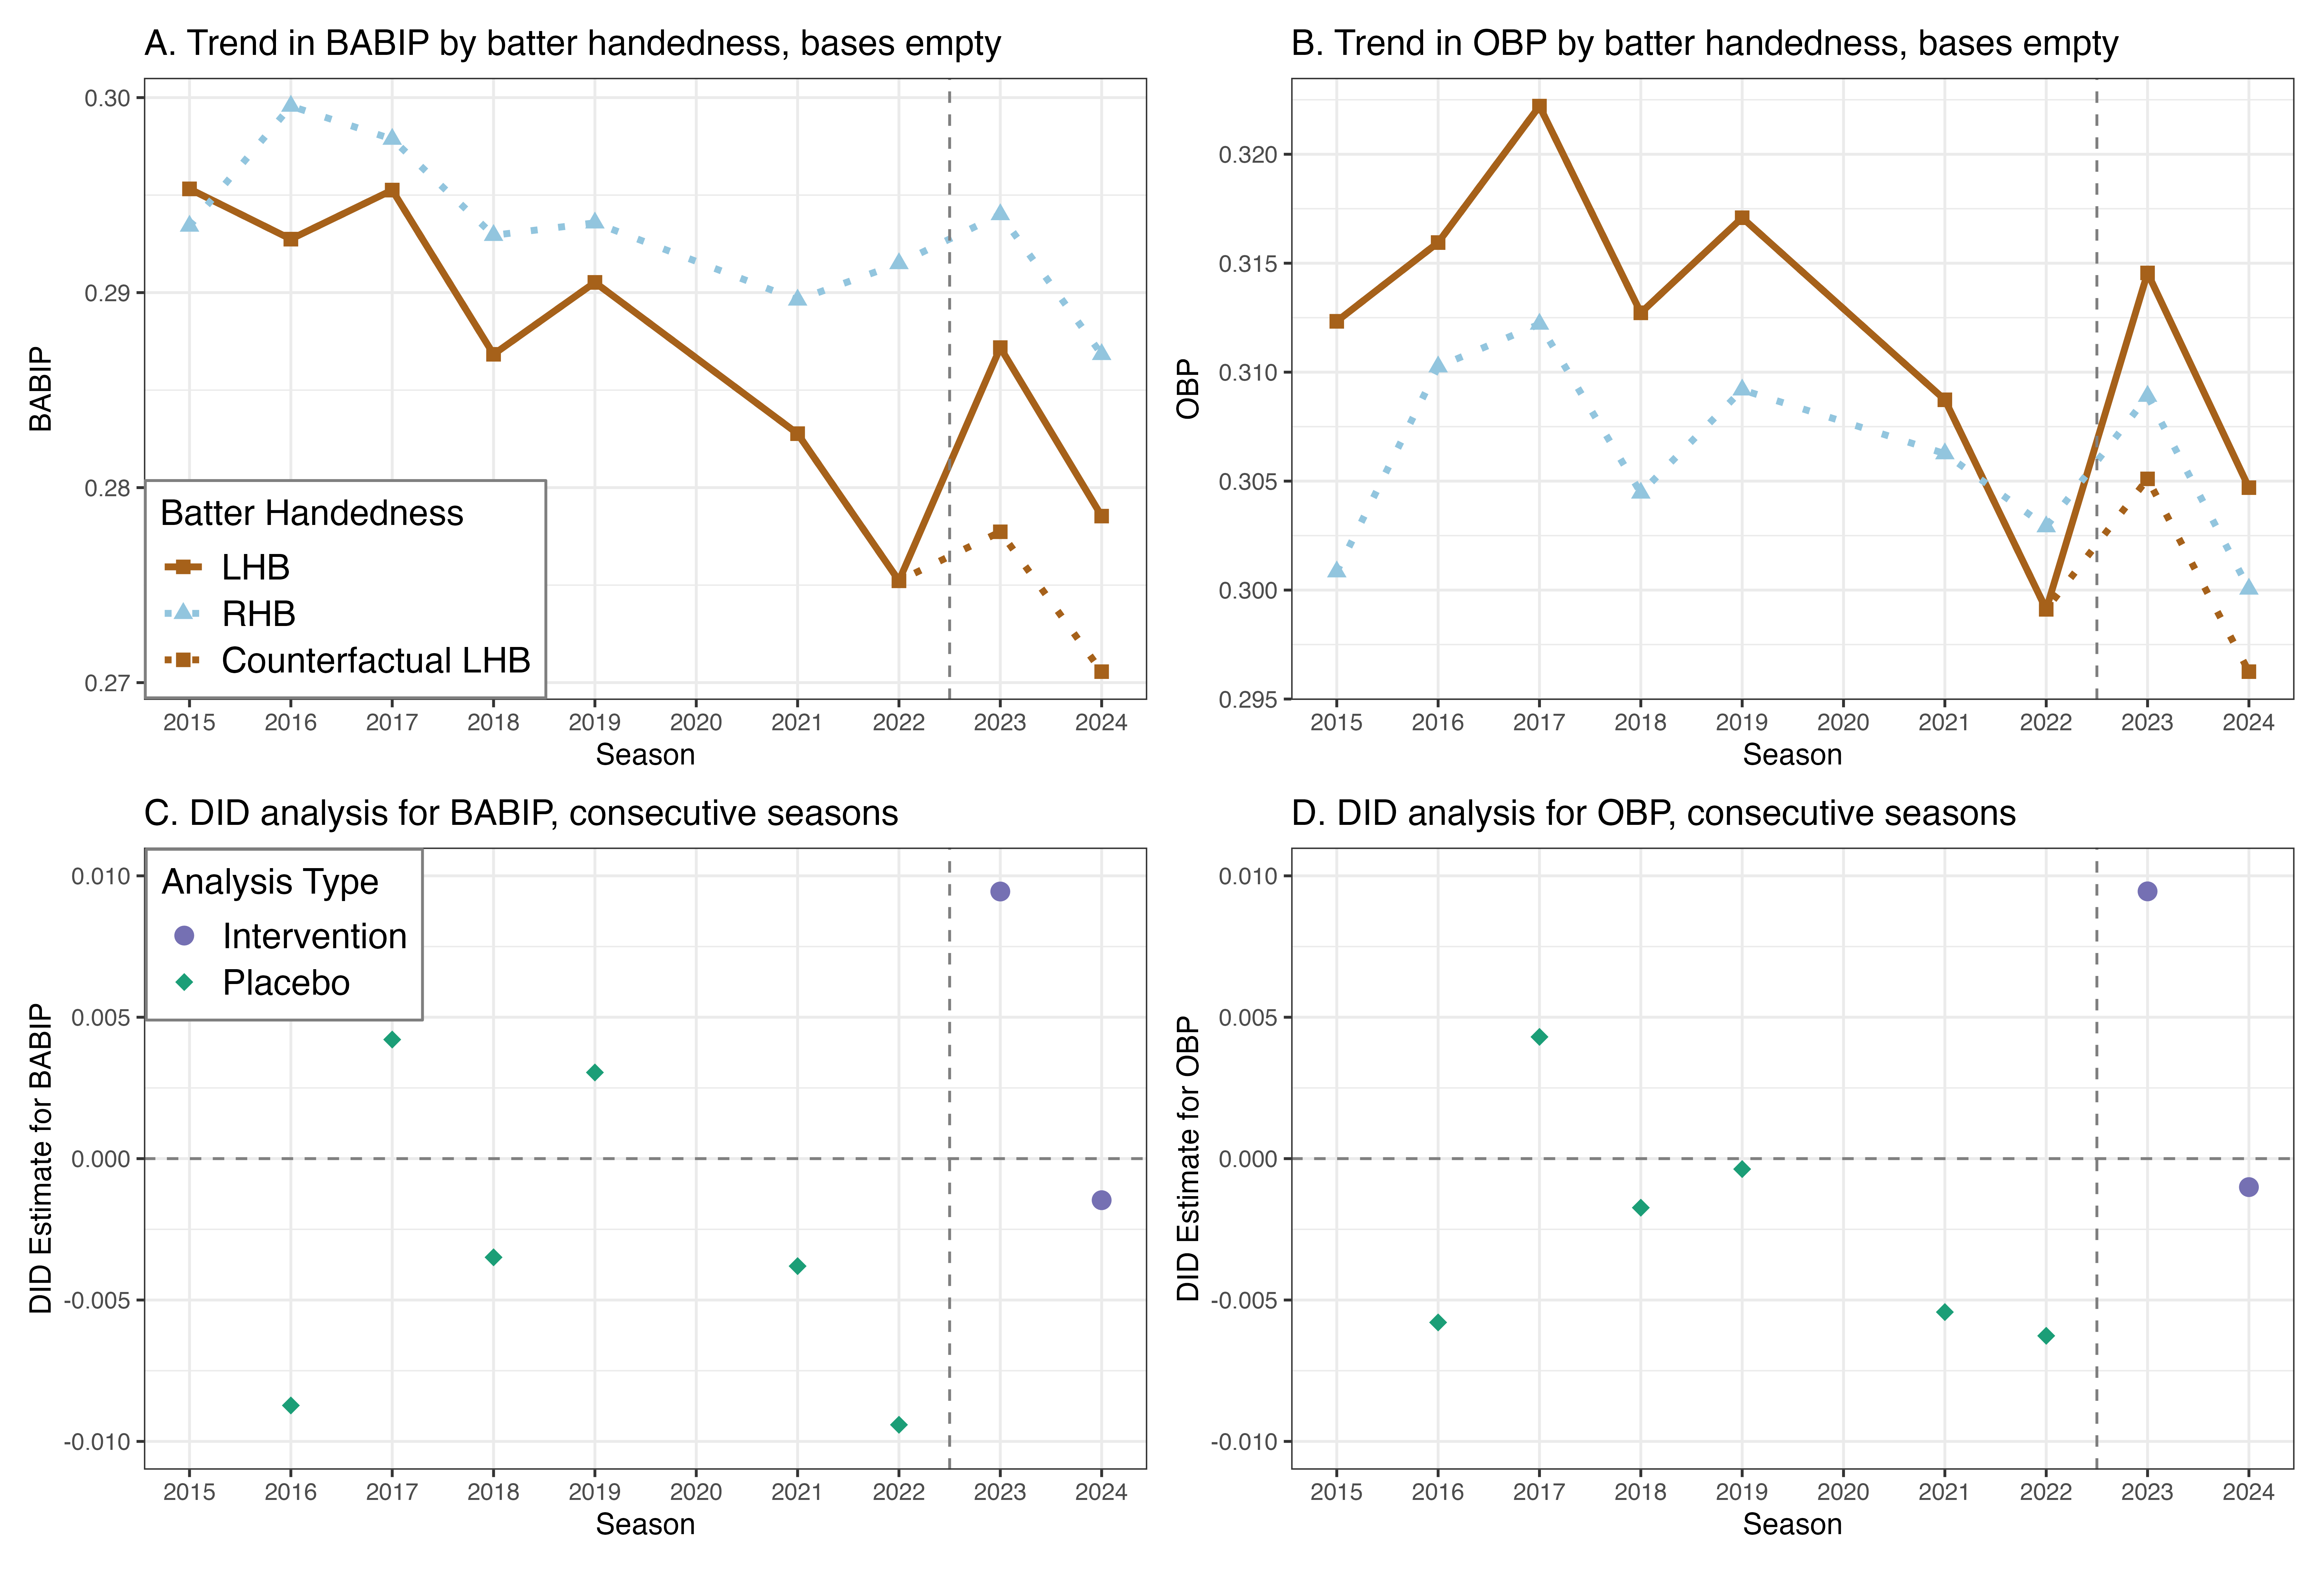 A. Trend in BABIP by batter handedness, bases empty
0.30
0.29
0.28
0.27
BABIP
Batter Handedness
LHB
RHB
Counterfactual LHB
2015 2016 2017 2018 2019 2020 2021 2022 2023 2024
Season
B. Trend in OBP by batter handedness, bases empty
0.320
0.315
0.310
0.305
0.300
0.295
OBP
2015 2016 2017 2018 2019 2020 2021 2022 2023 2024
Season
C. DID analysis for BABIP, consecutive seasons
0.010
0.005
0.000
-0.005
-0.010
DID Estimate for BABIP
Analysis Type
Intervention
Placebo
2015 2016 2017 2018 2019 2020 2021 2022 2023 2024
Season
D. DID analysis for OBP, consecutive seasons
0.010
0.005
0.000
-0.005
-0.010
DID Estimate for OBP
2015 2016 2017 2018 2019 2020 2021 2022 2023 2024
Season